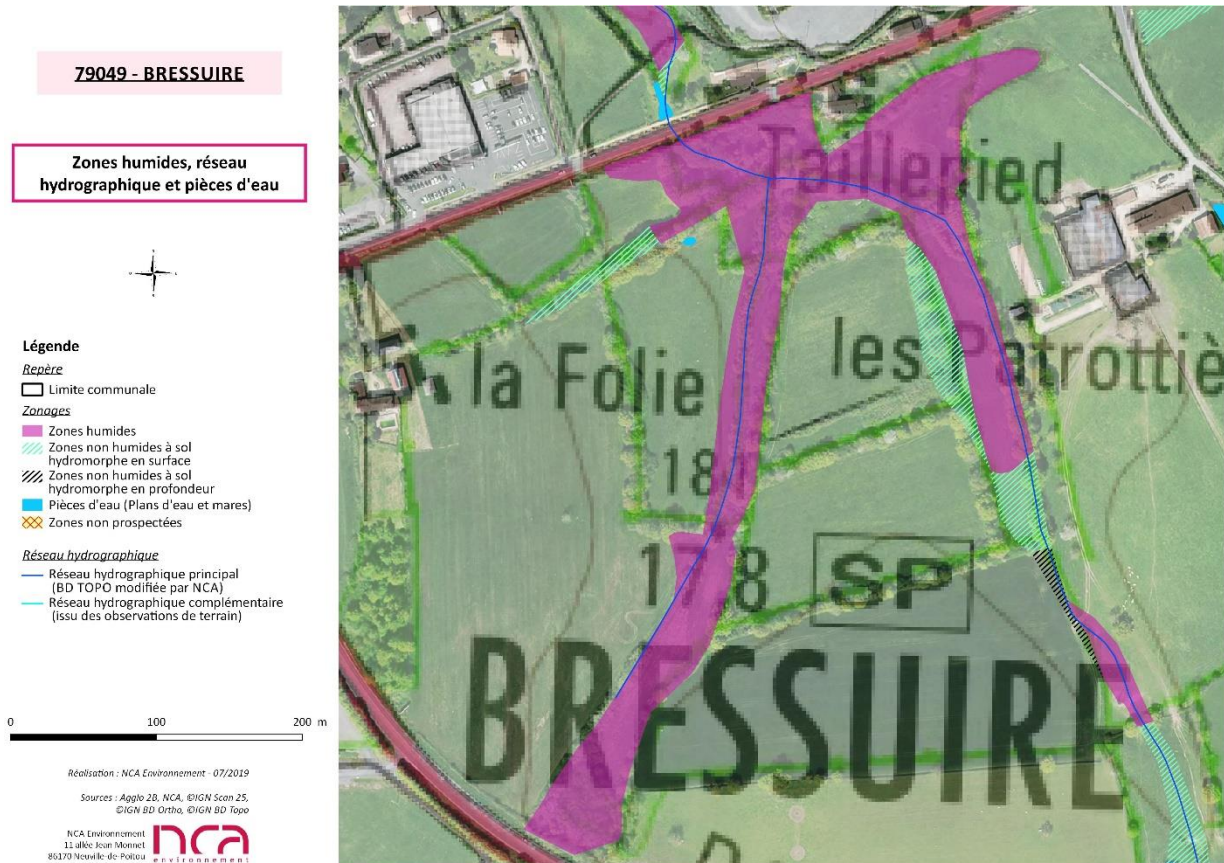 79049 - BRESSUIRE
Zones humides, réseau
hydrographique et pièces d'eau
Légende
Repère
Limite communale
Zonages
Zones humides
Zones non humides à sol
hydromorphe en surface
Zones non humides à sol
hydromorphe en profondeur
Pièces d'eau (Plans d'eau et mares)
Zones non prospectées
Réseau hydrographique
Réseau hydrographique principal
(BD TOPO modifiée par NCA)
Réseau hydrographique complémentaire
(issu des observations de terrain)
0 100 200 m
Réalisation : NCA Environnement - 07/2019
Sources : Agglo 2B, NCA, ©IGN Scan 25,
©IGN BD Ortho, ©IGN BD Topo
NCA Environnement
11 allée Jean Monnet
86170 Neuville-de-Poitou
nca
environnement
Taillepied
la Folie
les Patrottiè
181
178
SP
BRESSUIRE